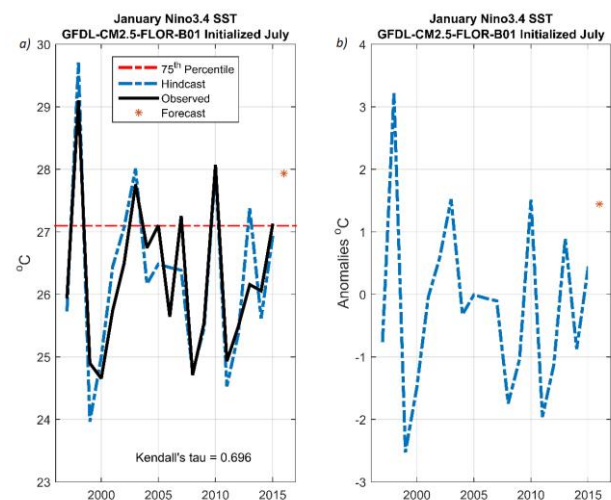 January Nino3.4 SST
GFDL-CM2.5-FLOR-B01 Initialized July
a)
30
29
28
27
26
25
24
23
°C
75th Percentile
Hindcast
Observed
Forecast
Kendall's tau = 0.696
2000
2005
2010
2015
January Nino3.4 SST
GFDL-CM2.5-FLOR-B01 Initialized July
b)
4
3
2
1
0
-1
-2
-3
Anomalies °C
2000
2005
2010
2015